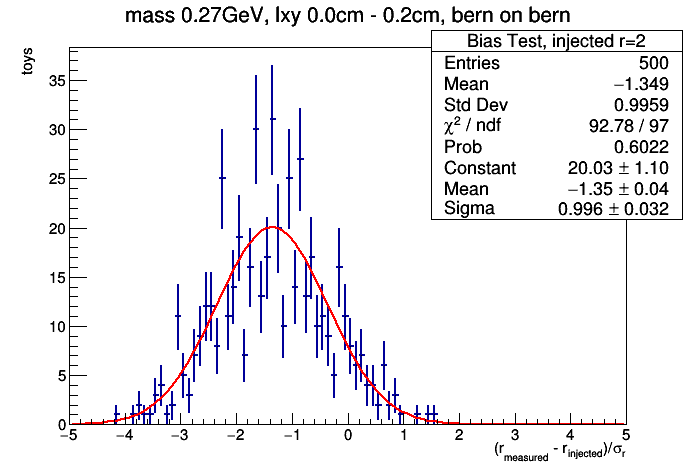 mass 0.27GeV, lxy 0.0cm - 0.2cm, bern on bern
toys
Bias Test, injected r=2
Entries 500
Mean −1.349
Std Dev 0.9959
χ² / ndf 92.78 / 97
Prob 0.6022
Constant 20.03 ± 1.10
Mean −1.35 ± 0.04
Sigma 0.996 ± 0.032
35
30
25
20
15
10
5
0
−5 −4 −3 −2 −1 0 1 2 3 4 5
(r_measured - r_injected)/σ_r